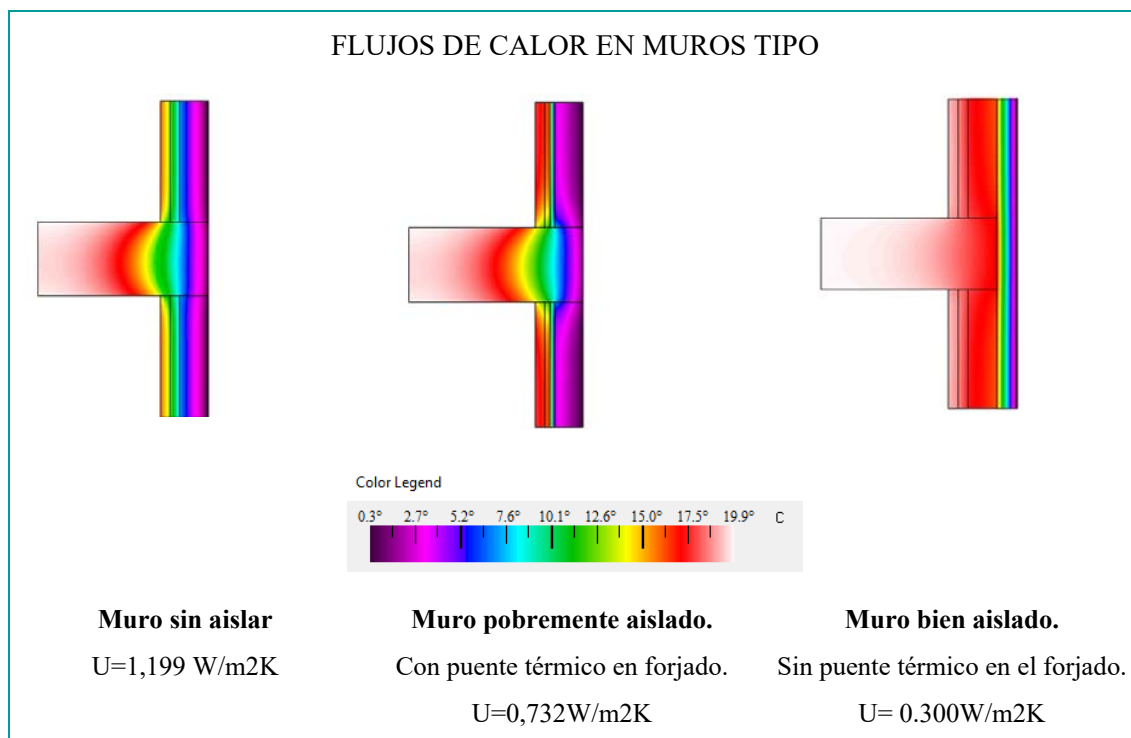 FLUJOS DE CALOR EN MUROS TIPO
Color Legend
0.3° 2.7° 5.2° 7.6° 10.1° 12.6° 15.0° 17.5° 19.9° C
Muro sin aislar
U=1,199 W/m2K
Muro pobremente aislado.
Con puente térmico en forjado.
U=0,732W/m2K
Muro bien aislado.
Sin puente térmico en el forjado.
U= 0.300W/m2K